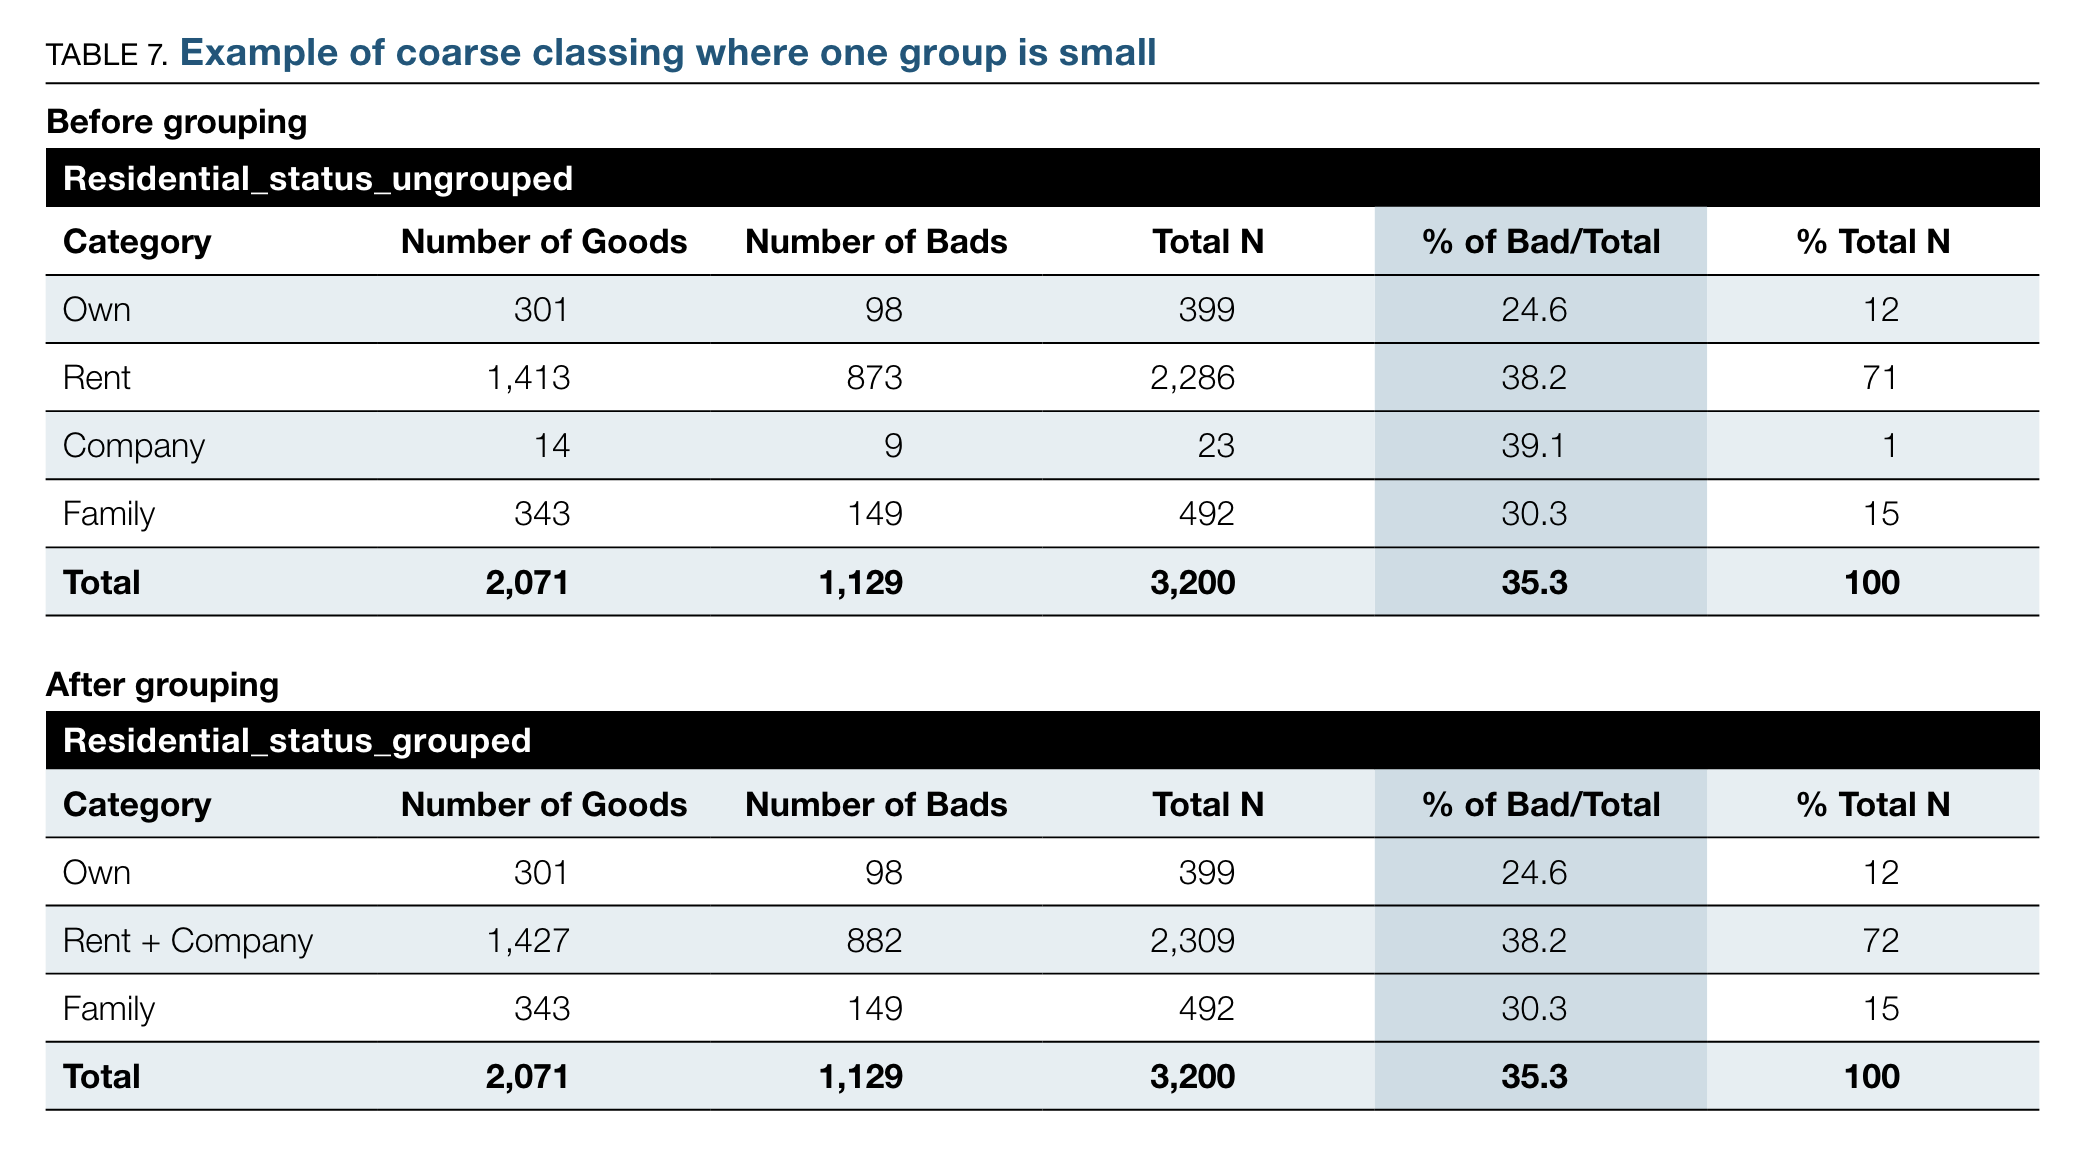 TABLE 7. Example of coarse classing where one group is small
Before grouping
Residential_status_ungrouped
Category Number of Goods Number of Bads Total N % of Bad/Total % Total N
Own 301 98 399 24.6 12
Rent 1,413 873 2,286 38.2 71
Company 14 9 23 39.1 1
Family 343 149 492 30.3 15
Total 2,071 1,129 3,200 35.3 100
After grouping
Residential_status_grouped
Category Number of Goods Number of Bads Total N % of Bad/Total % Total N
Own 301 98 399 24.6 12
Rent + Company 1,427 882 2,309 38.2 72
Family 343 149 492 30.3 15
Total 2,071 1,129 3,200 35.3 100